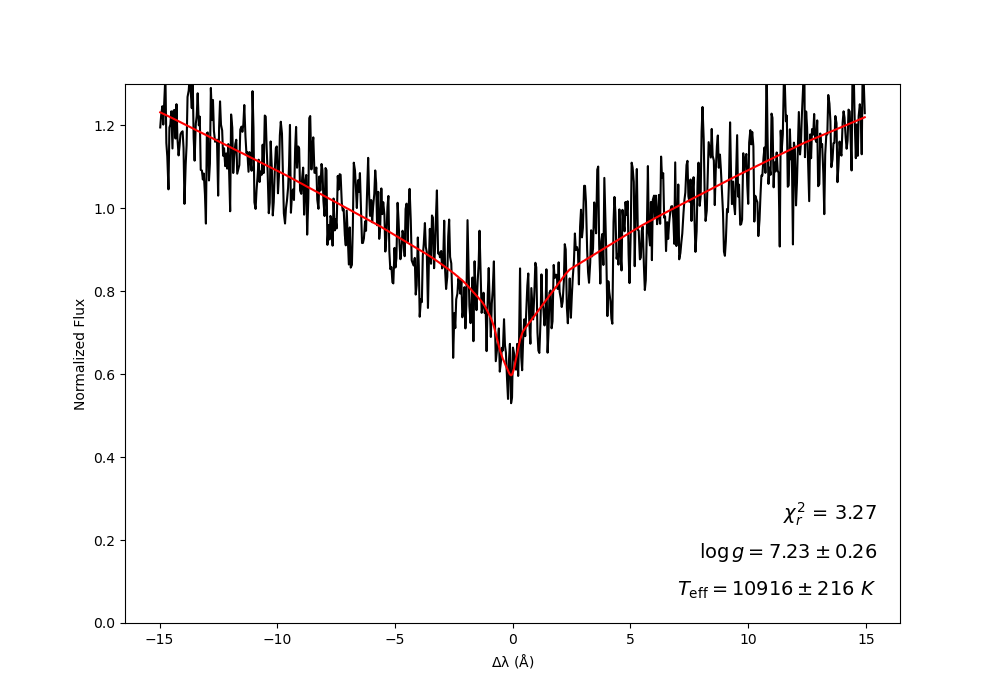 1.2
1.0
0.8
0.6
0.4
0.2
0.0
Normalized Flux
χ²ᵣ = 3.27
log g = 7.23 ± 0.26
T_eff = 10916 ± 216 K
−15 −10 −5 0 5 10 15
Δλ (Å)